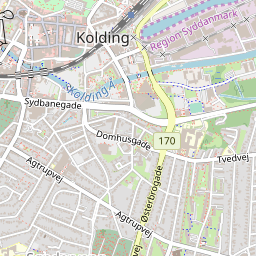 Kolding
Region Syddanmark
Kolding Å
Sydbanegade
Domhusgade
170
Tvedvej
Agtrupvej
Østerbrogade
Agtrupvej